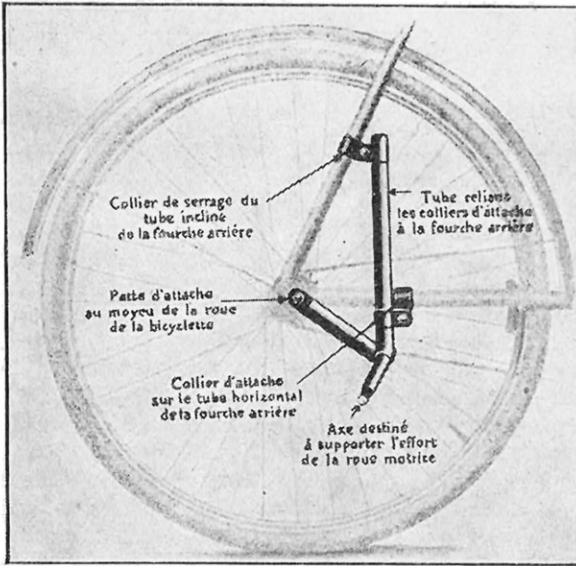 Collier de serrage du
tube incliné
de la fourche arrière
Tube reliant
les colliers d'attache
à la fourche arrière
Patte d'attache
au moyeu de la roue
de la bicyclette
Collier d'attache
sur le tube horizontal
de la fourche arrière
Axe destiné
à supporter l'effort
de la roue motrice